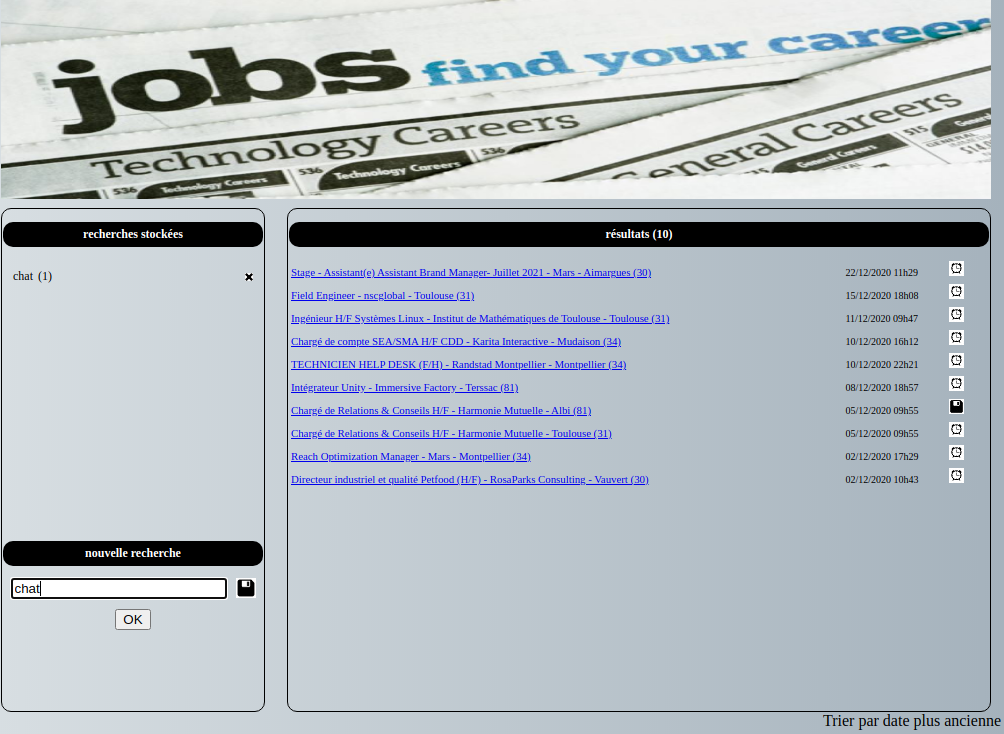 jobs find your career
Technology Careers
General Careers
536
Technology Careers
536
Technology Careers
536
General Careers
515
recherches stockées
chat (1)
nouvelle recherche
chat
OK
résultats (10)
Stage - Assistant(e) Assistant Brand Manager- Juillet 2021 - Mars - Aimargues (30) 22/12/2020 11h29
Field Engineer - nscglobal - Toulouse (31) 15/12/2020 18h08
Ingénieur H/F Systèmes Linux - Institut de Mathématiques de Toulouse - Toulouse (31) 11/12/2020 09h47
Chargé de compte SEA/SMA H/F CDD - Karita Interactive - Mudaison (34) 10/12/2020 16h12
TECHNICIEN HELP DESK (F/H) - Randstad Montpellier - Montpellier (34) 10/12/2020 22h21
Intégrateur Unity - Immersive Factory - Terssac (81) 08/12/2020 18h57
Chargé de Relations & Conseils H/F - Harmonie Mutuelle - Albi (81) 05/12/2020 09h55
Chargé de Relations & Conseils H/F - Harmonie Mutuelle - Toulouse (31) 05/12/2020 09h55
Reach Optimization Manager - Mars - Montpellier (34) 02/12/2020 17h29
Directeur industriel et qualité Petfood (H/F) - RosaParks Consulting - Vauvert (30) 02/12/2020 10h43
Trier par date plus ancienne